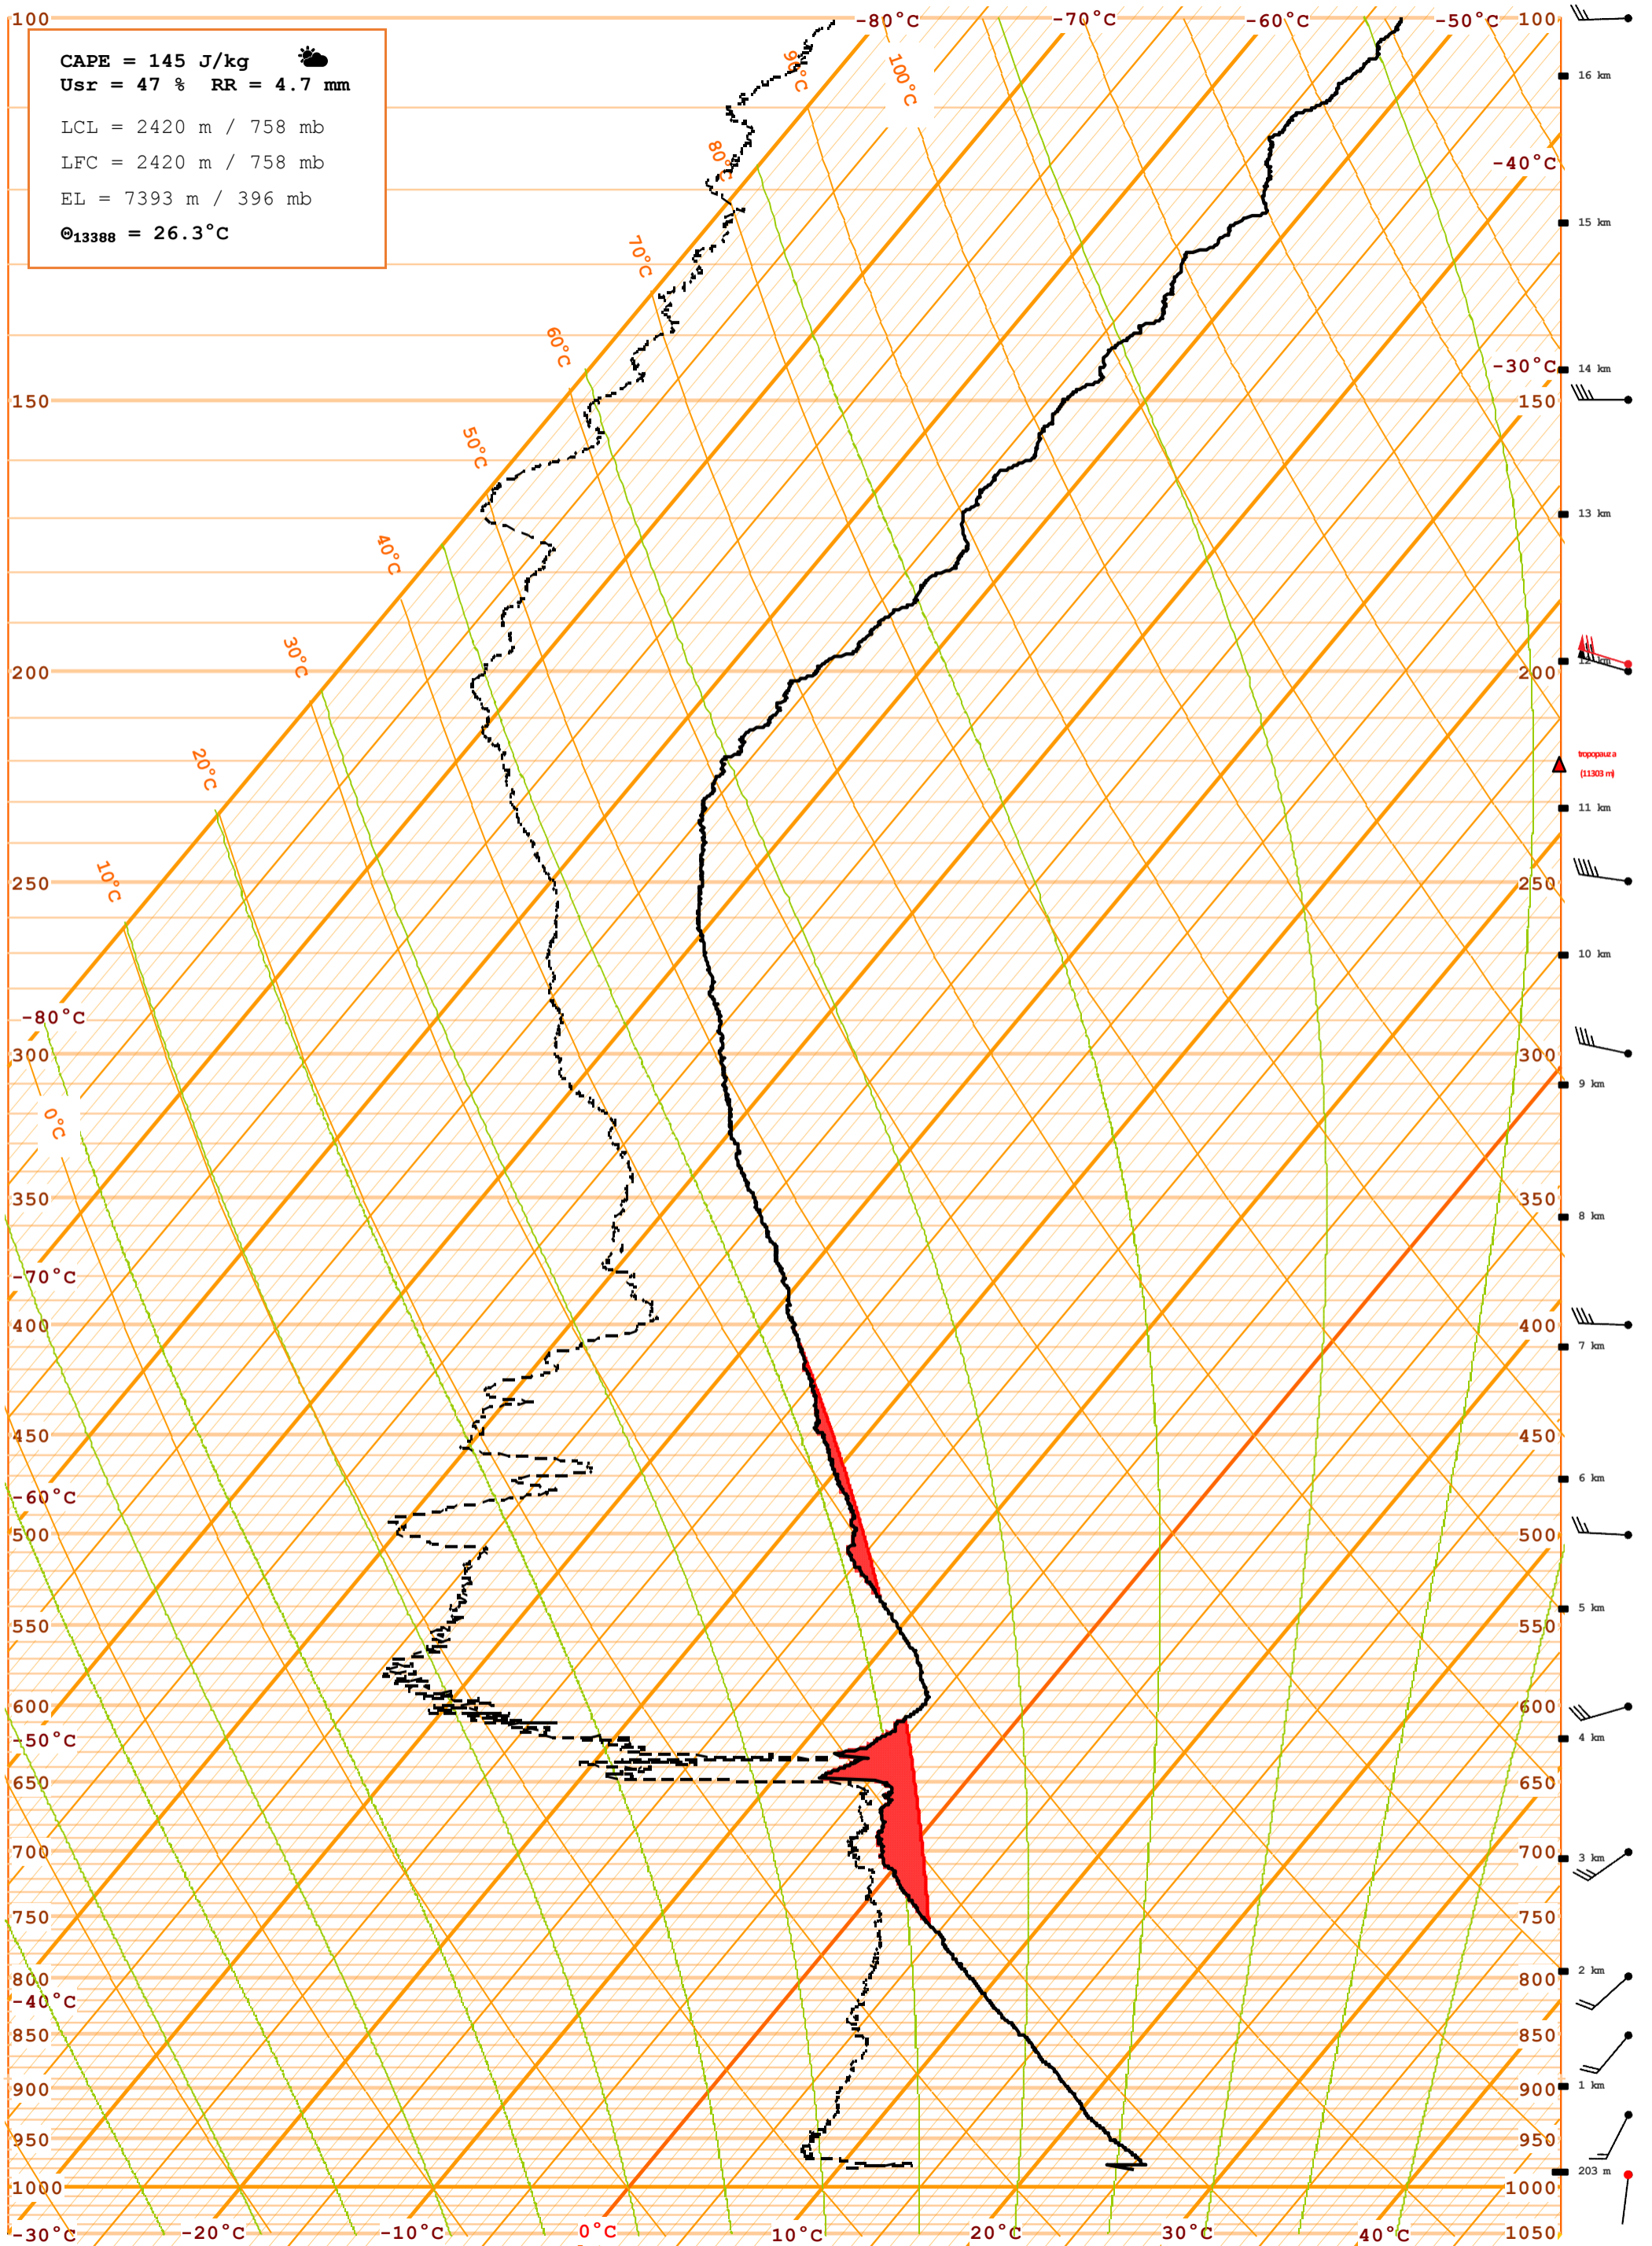 100 -80°C -70°C -60°C -50°C 100
CAPE = 145 J/kg
Usr = 47 % RR = 4.7 mm
LCL = 2420 m / 758 mb
LFC = 2420 m / 758 mb
EL = 7393 m / 396 mb
Θ13388 = 26.3°C
90°C 100°C
16 km
80°C
-40°C
15 km
70°C
60°C
-30°C
14 km
150 150
50°C
13 km
40°C
30°C
12 km
200 200
20°C
tropopauza
(11303 m)
11 km
10°C
250 250
10 km
-80°C
300 300
9 km
0°C
350 350
8 km
-70°C
400 400
7 km
450 450
6 km
-60°C
500 500
5 km
550 550
600 600
-50°C
4 km
650 650
700 700
3 km
750 750
2 km
800 800
-40°C
850 850
900 900
1 km
950 950
203 m
1000 1000
-30°C -20°C -10°C 0°C 10°C 20°C 30°C 40°C 1050